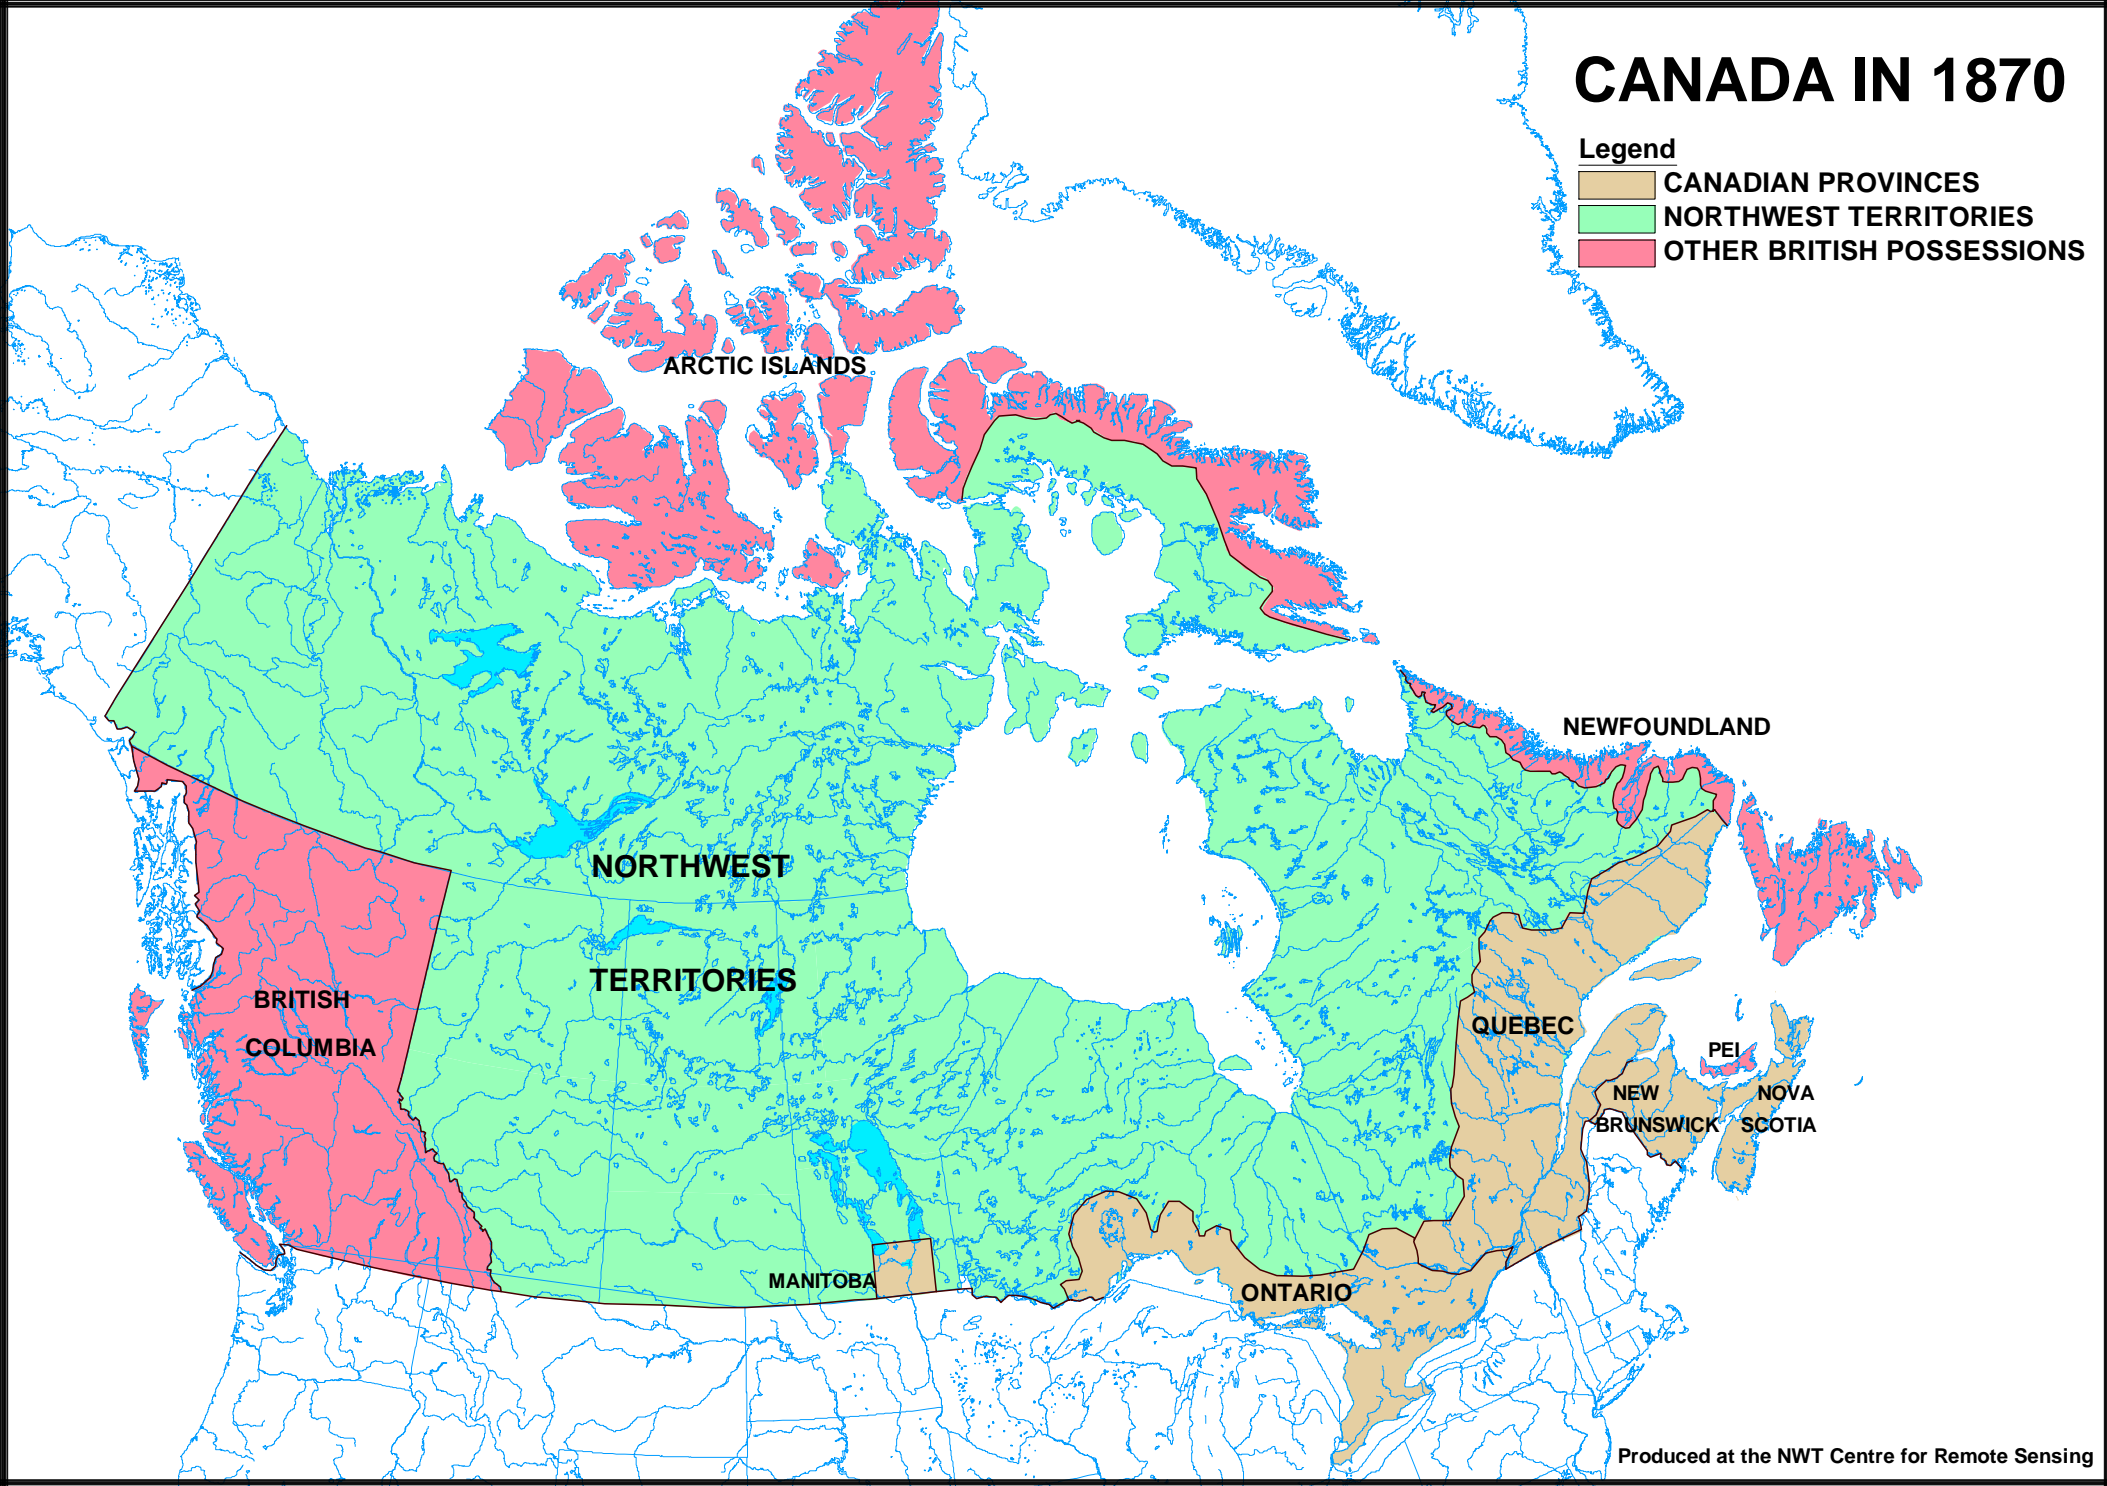 CANADA IN 1870
Legend
CANADIAN PROVINCES
NORTHWEST TERRITORIES
OTHER BRITISH POSSESSIONS
ARCTIC ISLANDS
NEWFOUNDLAND
NORTHWEST
TERRITORIES
BRITISH
COLUMBIA
QUEBEC
PEI
NEW
BRUNSWICK
NOVA
SCOTIA
MANITOBA
ONTARIO
Produced at the NWT Centre for Remote Sensing